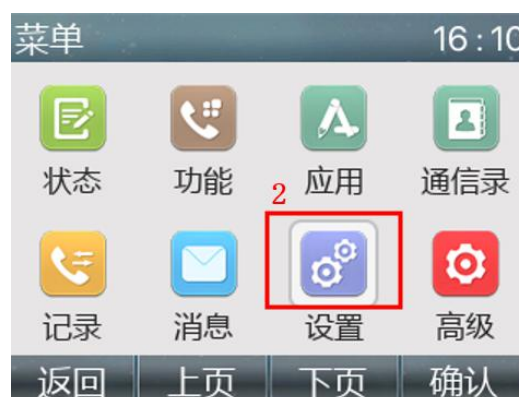 菜单 16:10
状态 功能 应用 通信录
2
记录 消息 设置 高级
返回 上页 下页 确认